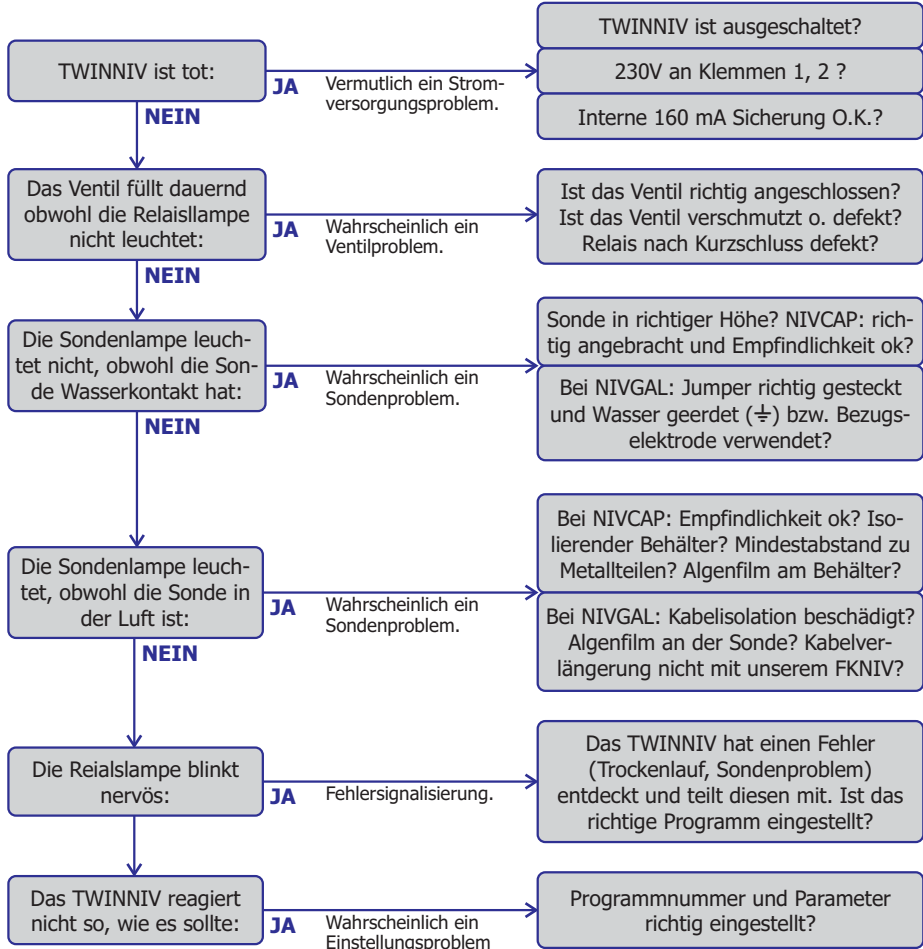 TWINNIV ist tot:
JA
Vermutlich ein Strom-
versorgungsproblem.
TWINNIV ist ausgeschaltet?
230V an Klemmen 1, 2 ?
Interne 160 mA Sicherung O.K.?
NEIN
Das Ventil füllt dauernd
obwohl die Relaisllampe
nicht leuchtet:
JA
Wahrscheinlich ein
Ventilproblem.
Ist das Ventil richtig angeschlossen?
Ist das Ventil verschmutzt o. defekt?
Relais nach Kurzschluss defekt?
NEIN
Die Sondenlampe leuch-
tet nicht, obwohl die Son-
de Wasserkontakt hat:
JA
Wahrscheinlich ein
Sondenproblem.
Sonde in richtiger Höhe? NIVCAP: rich-
tig angebracht und Empfindlichkeit ok?
Bei NIVGAL: Jumper richtig gesteckt
und Wasser geerdet (⏚) bzw. Bezugs-
elektrode verwendet?
NEIN
Die Sondenlampe leuch-
tet, obwohl die Sonde in
der Luft ist:
JA
Wahrscheinlich ein
Sondenproblem.
Bei NIVCAP: Empfindlichkeit ok? Iso-
lierender Behälter? Mindestabstand zu
Metallteilen? Algenfilm am Behälter?
Bei NIVGAL: Kabelisolation beschädigt?
Algenfilm an der Sonde? Kabelver-
längerung nicht mit unserem FKNIV?
NEIN
Die Reialslampe blinkt
nervös:
JA
Fehlersignalisierung.
Das TWINNIV hat einen Fehler
(Trockenlauf, Sondenproblem)
entdeckt und teilt diesen mit. Ist das
richtige Programm eingestellt?
Das TWINNIV reagiert
nicht so, wie es sollte:
JA
Wahrscheinlich ein
Einstellungsproblem
Programmnummer und Parameter
richtig eingestellt?